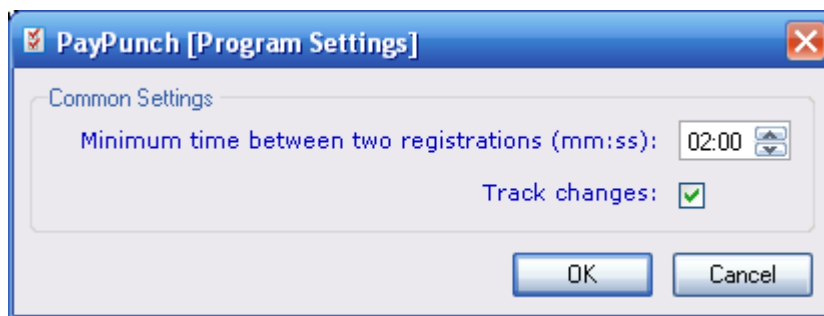 PayPunch [Program Settings]
Common Settings
Minimum time between two registrations (mm:ss): 02:00
Track changes:
OK Cancel